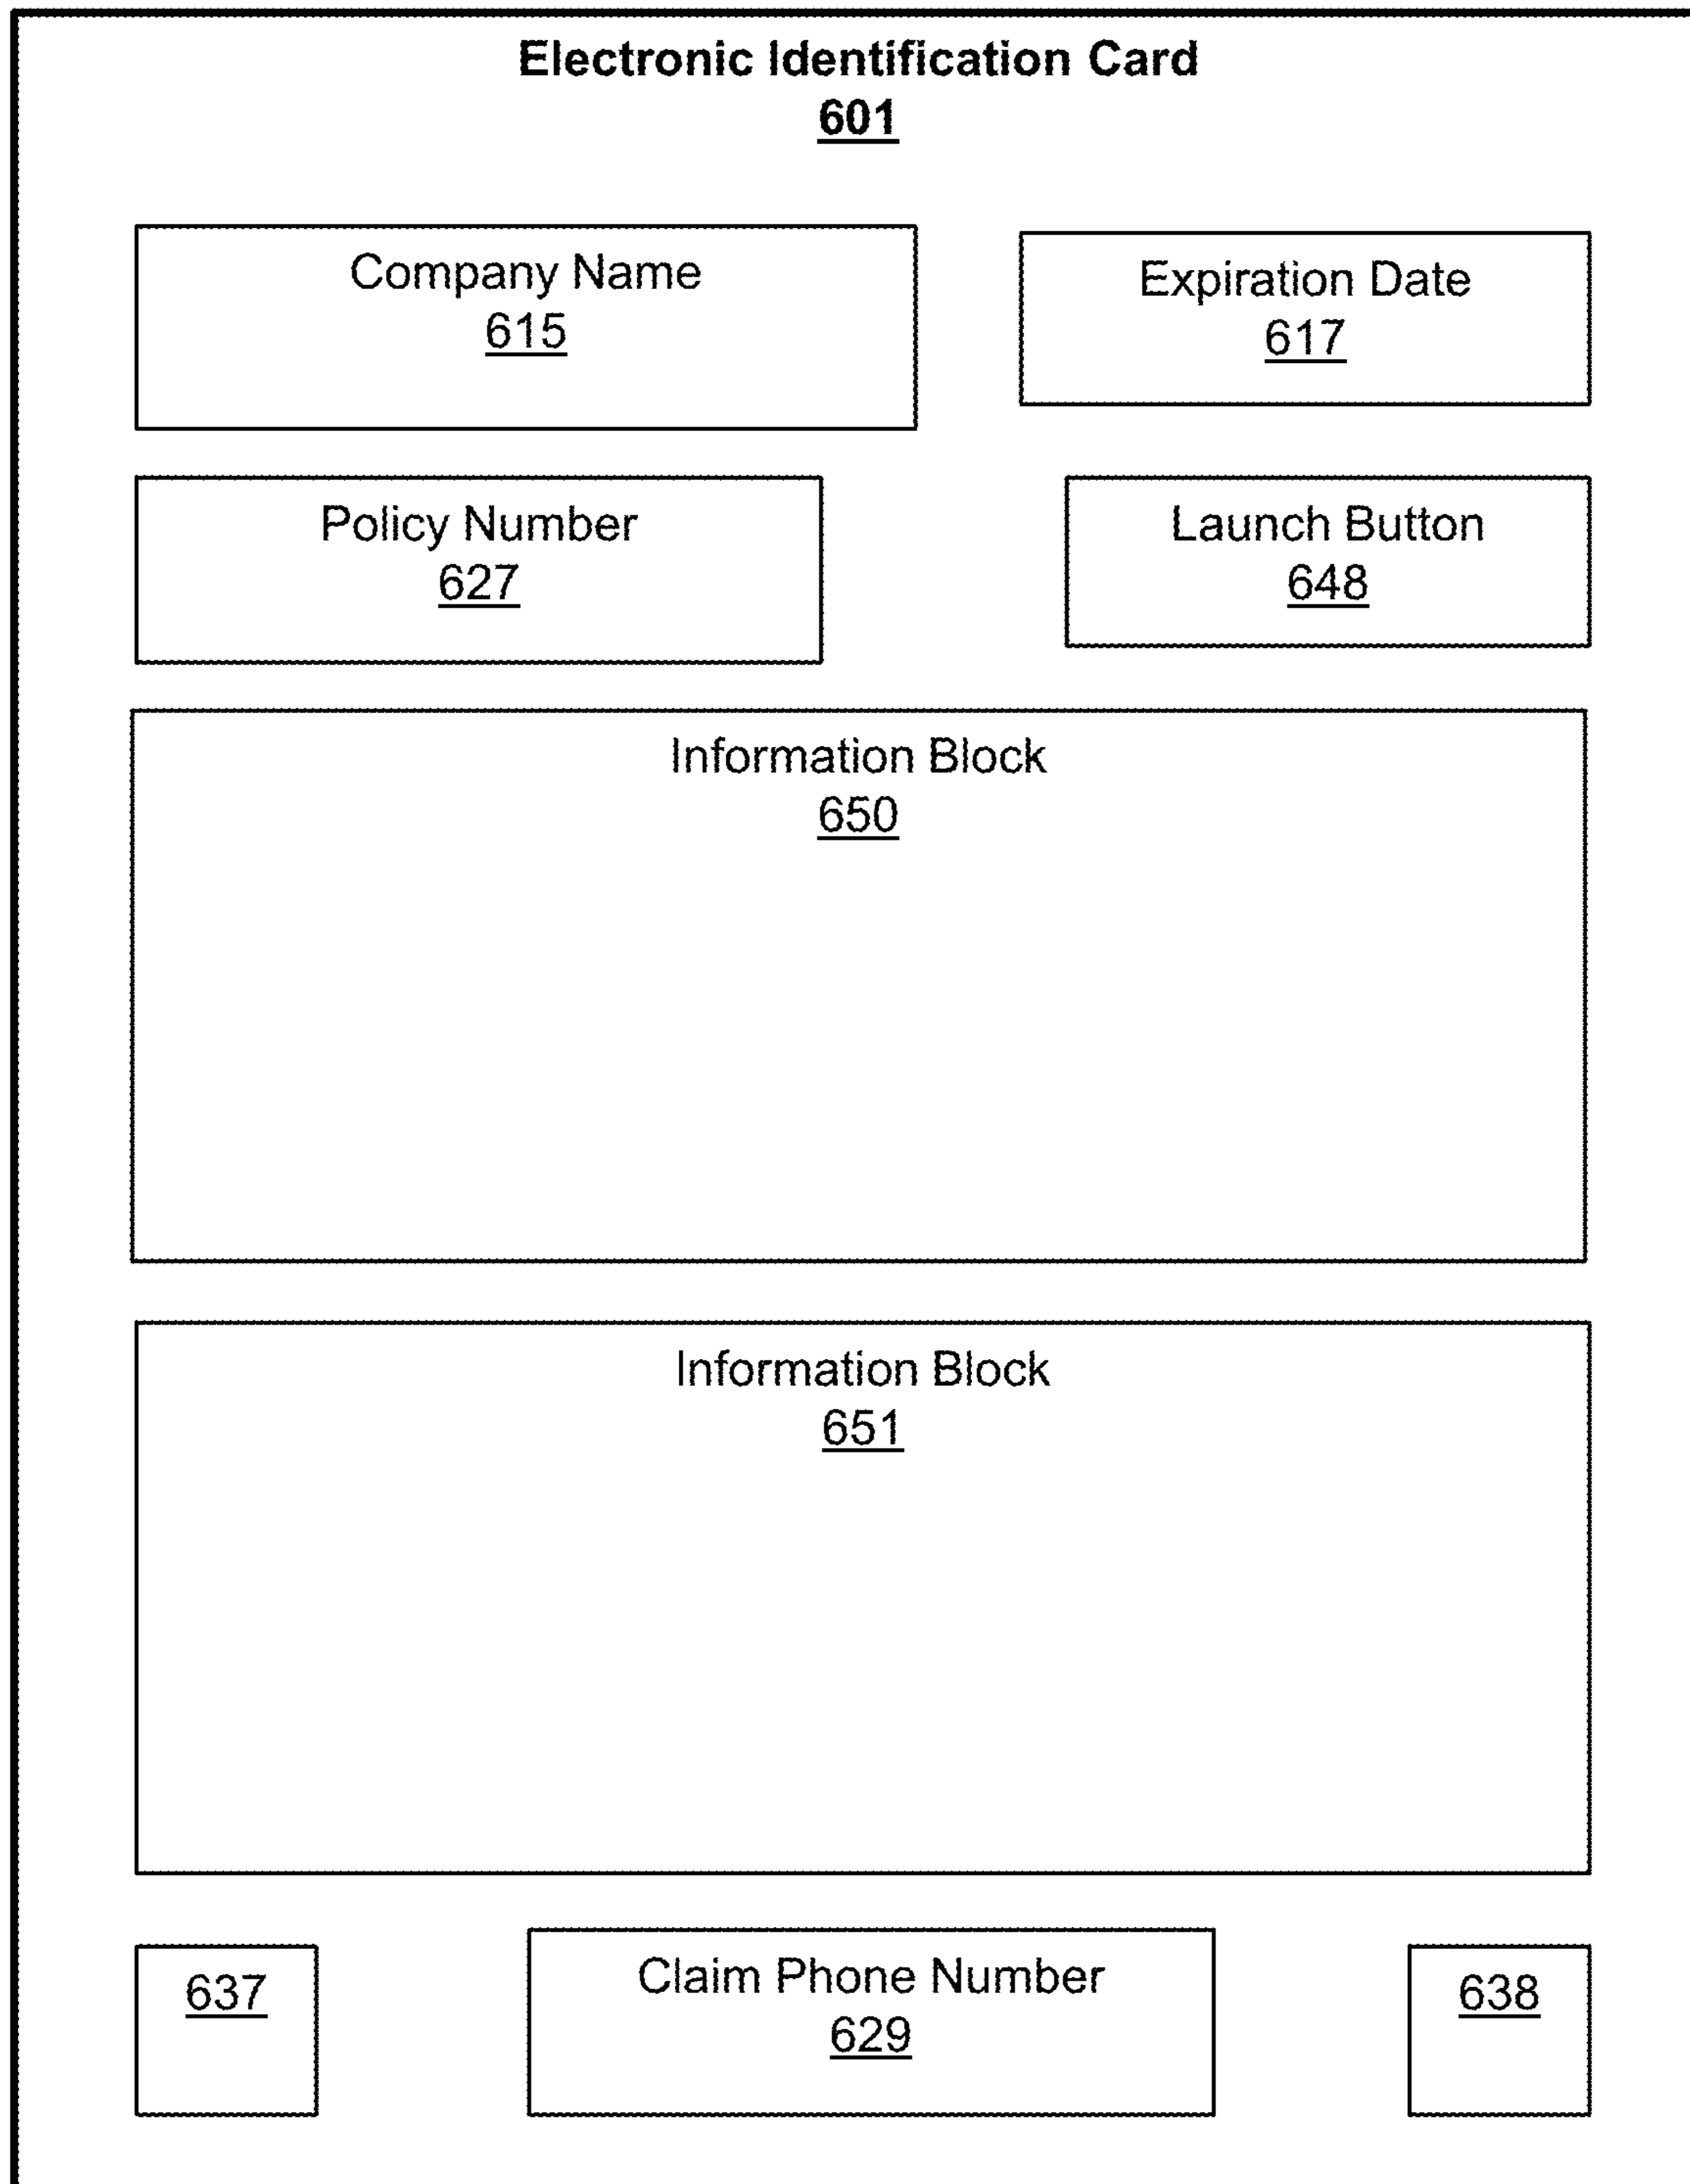 Electronic Identification Card
601
Company Name
615
Expiration Date
617
Policy Number
627
Launch Button
648
Information Block
650
Information Block
651
637
Claim Phone Number
629
638